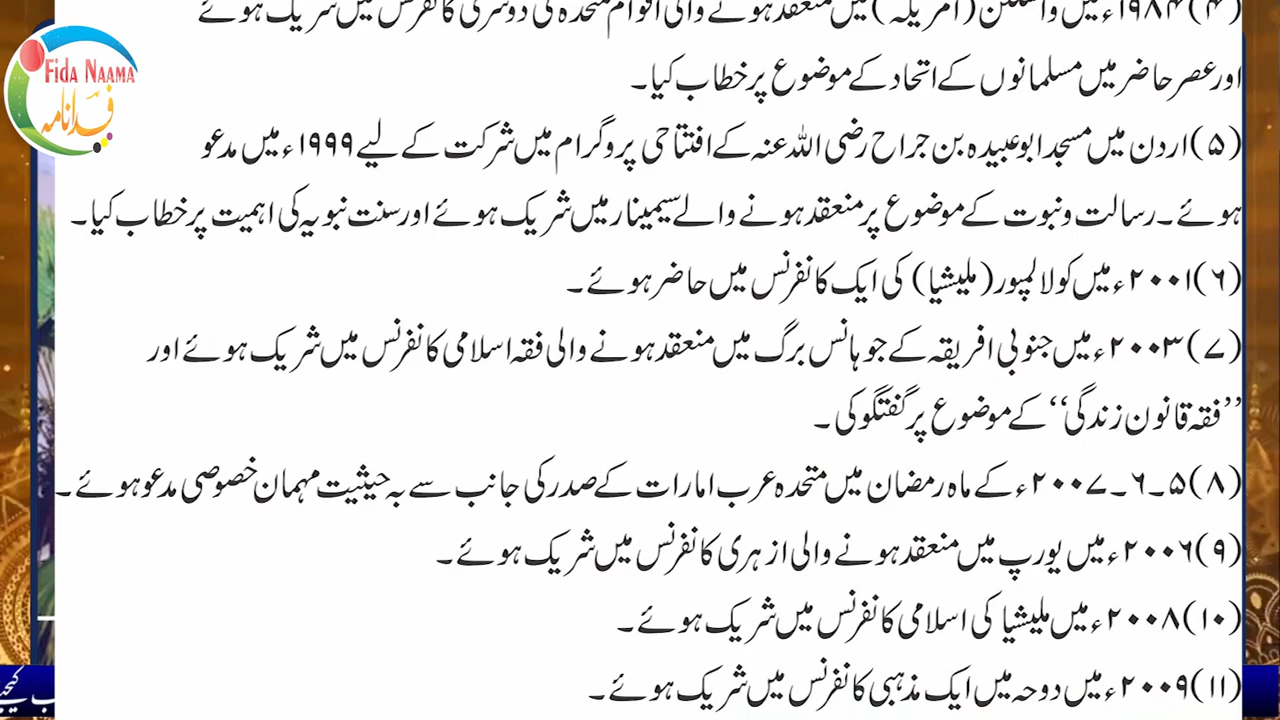 Fida Naama
فدانامہ
(۴) ۱۹۸۴ء میں واشنگٹن (امریکہ) میں منعقد ہونے والی اقوام متحدہ کی دوسری کانفرنس میں شریک ہوئے
اور عصر حاضر میں مسلمانوں کے اتحاد کے موضوع پر خطاب کیا۔
(۵) اردن میں مسجد ابو عبیدہ بن جراح رضی اللہ عنہ کے افتتاحی پروگرام میں شرکت کے لیے ۱۹۹۹ء میں مدعو
ہوئے۔ رسالت و نبوت کے موضوع پر منعقد ہونے والے سیمینار میں شریک ہوئے اور سنت نبویہ کی اہمیت پر خطاب کیا۔
(۶) ۲۰۰۱ء میں کولالمپور (ملیشیا) کی ایک کانفرنس میں حاضر ہوئے۔
(۷) ۲۰۰۳ء میں جنوبی افریقہ کے جوہانس برگ میں منعقد ہونے والی فقہ اسلامی کانفرنس میں شریک ہوئے اور
’’فقہ قانون زندگی‘‘ کے موضوع پر گفتگو کی۔
(۸) ۵۔۶۔۲۰۰۷ء کے ماہ رمضان میں متحدہ عرب امارات کے صدر کی جانب سے بہ حیثیت مہمان خصوصی مدعو ہوئے۔
(۹) ۲۰۰۶ء میں یورپ میں منعقد ہونے والی ازہری کانفرنس میں شریک ہوئے۔
(۱۰) ۲۰۰۸ء میں ملیشیا کی اسلامی کانفرنس میں شریک ہوئے۔
(۱۱) ۲۰۰۹ء میں دوحہ میں ایک مذہبی کانفرنس میں شریک ہوئے۔